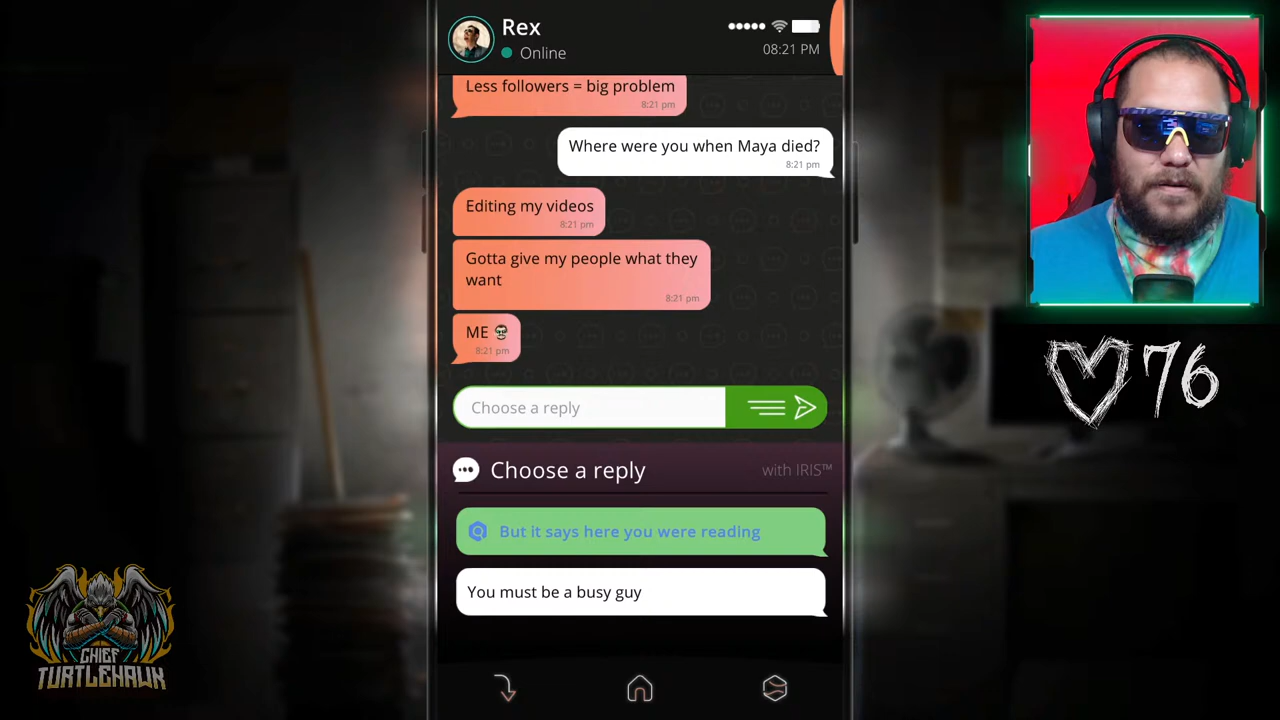 Rex
Online
08:21 PM
Less followers = big problem
8:21 pm
Where were you when Maya died?
8:21 pm
Editing my videos
8:21 pm
Gotta give my people what they
want
8:21 pm
ME
8:21 pm
Choose a reply
Choose a reply
with IRIS™
But it says here you were reading
You must be a busy guy
76
CHIEF
TURTLEHAWK